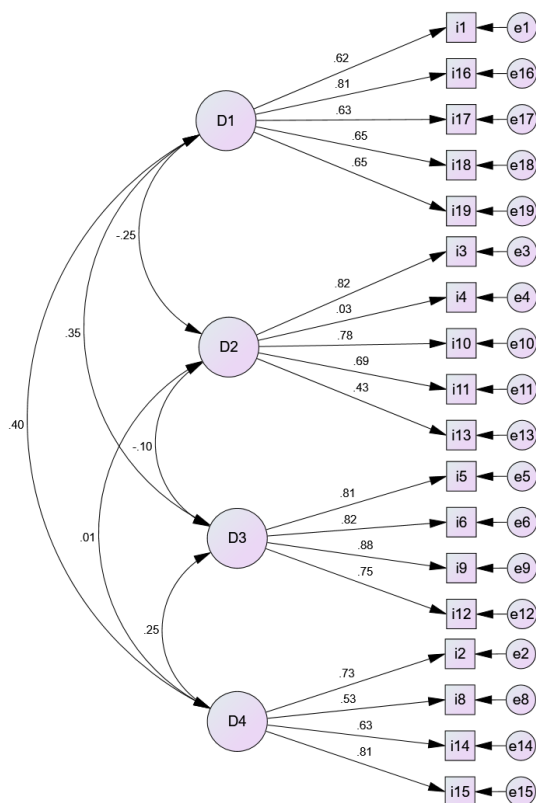 i1 e1
.62
i16 e16
.81
D1 .63 i17 e17
.65 i18 e18
.65
i19 e19
-.25
i3 e3
.82
i4 e4
.03
.35
D2 .78 i10 e10
.69 i11 e11
.43
i13 e13
.40
-.10
i5 e5
.81
.82 i6 e6
.01
D3 .88 i9 e9
.75
i12 e12
.25
i2 e2
.73
.53 i8 e8
D4 .63 i14 e14
.81
i15 e15